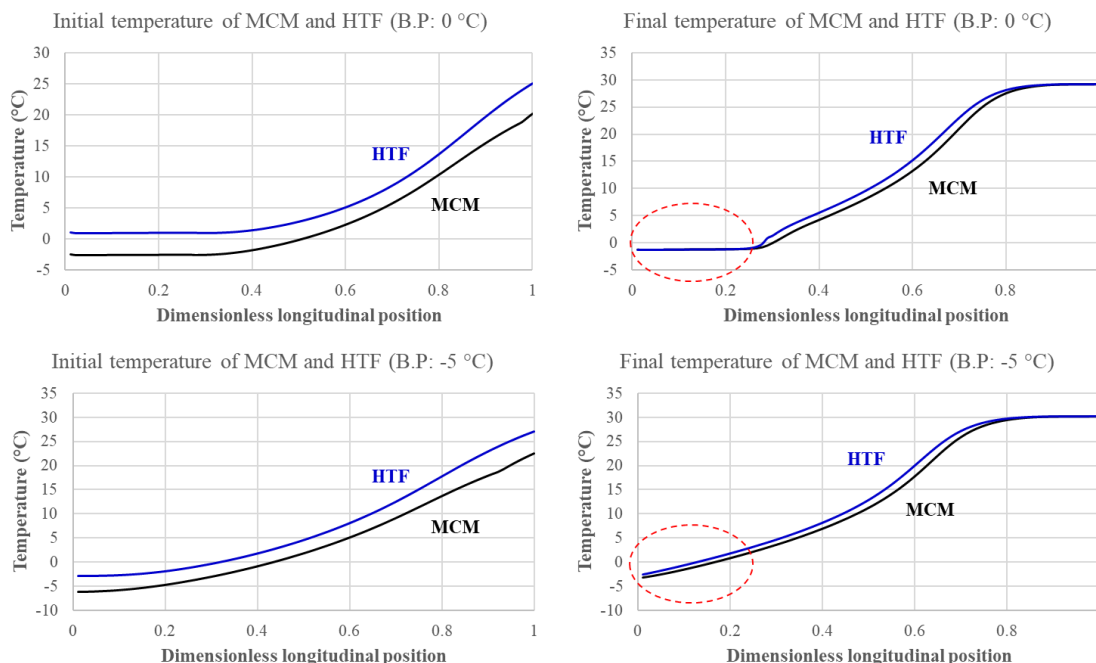 Initial temperature of MCM and HTF (B.P: 0 °C)
Temperature (°C)
30
25
20
15
10
5
0
-5
HTF
MCM
0
0.2
0.4
0.6
0.8
1
Dimensionless longitudinal position
Final temperature of MCM and HTF (B.P: 0 °C)
Temperature (°C)
35
30
25
20
15
10
5
0
-5
HTF
MCM
0
0.2
0.4
0.6
0.8
Dimensionless longitudinal position
Initial temperature of MCM and HTF (B.P: -5 °C)
Temperature (°C)
35
30
25
20
15
10
5
0
-5
-10
HTF
MCM
0
0.2
0.4
0.6
0.8
1
Dimensionless longitudinal position
Final temperature of MCM and HTF (B.P: -5 °C)
Temperature (°C)
35
30
25
20
15
10
5
0
-5
-10
HTF
MCM
0
0.2
0.4
0.6
0.8
Dimensionless longitudinal position